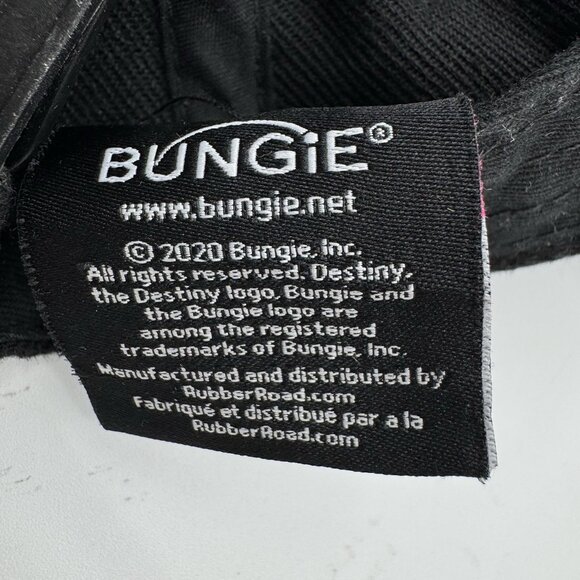 BUNGiE®
www.bungie.net
© 2020 Bungie, Inc.
All rights reserved. Destiny,
the Destiny logo, Bungie and
the Bungie logo are
among the registered
trademarks of Bungie, Inc.
Manufactured and distributed by
RubberRoad.com
Fabriqué et distribué par a la
RubberRoad.com